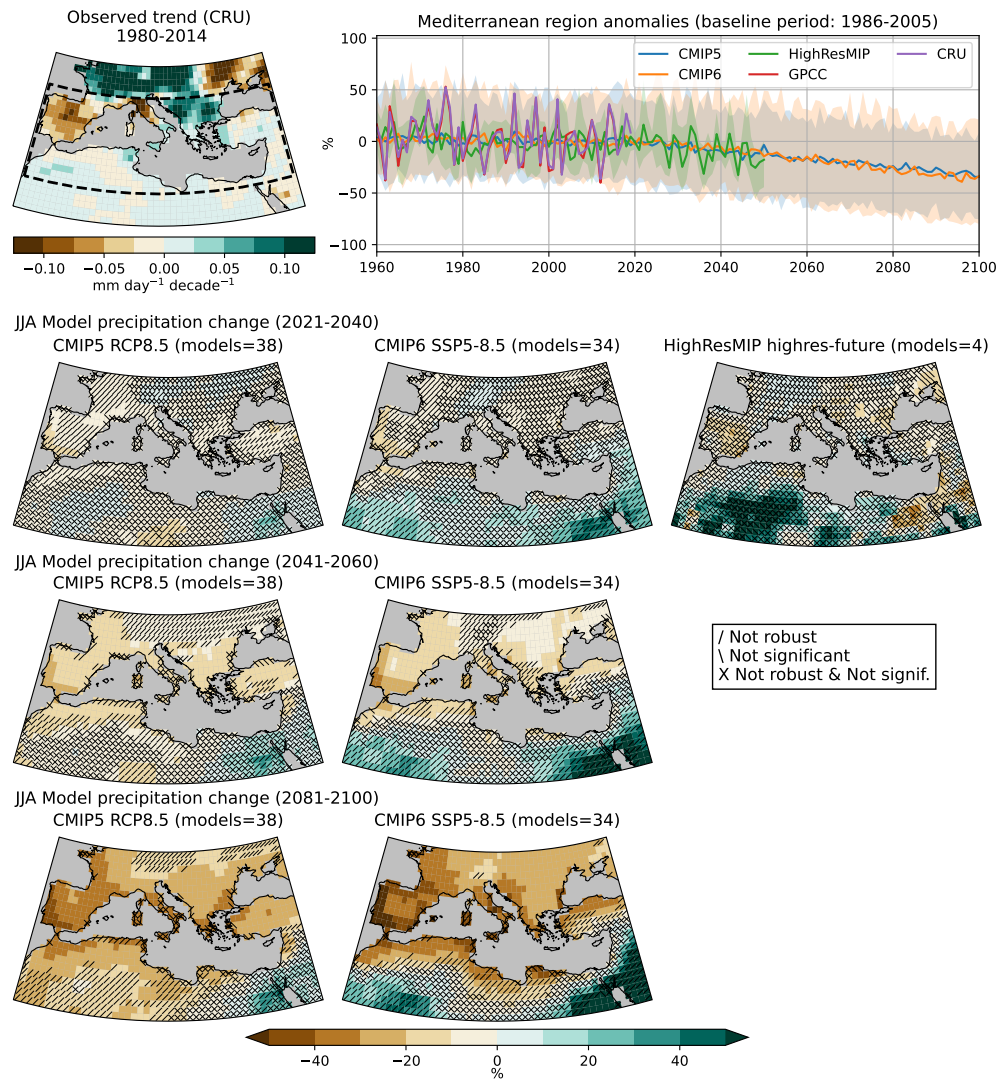 Observed trend (CRU)
1980-2014
−0.10 −0.05 0.00 0.05 0.10
mm day⁻¹ decade⁻¹
Mediterranean region anomalies (baseline period: 1986-2005)
CMIP5 HighResMIP CRU
CMIP6 GPCC
100
50
0
−50
−100
%
1960 1980 2000 2020 2040 2060 2080 2100
JJA Model precipitation change (2021-2040)
CMIP5 RCP8.5 (models=38) CMIP6 SSP5-8.5 (models=34) HighResMIP highres-future (models=4)
JJA Model precipitation change (2041-2060)
CMIP5 RCP8.5 (models=38) CMIP6 SSP5-8.5 (models=34)
/ Not robust
\ Not significant
X Not robust & Not signif.
JJA Model precipitation change (2081-2100)
CMIP5 RCP8.5 (models=38) CMIP6 SSP5-8.5 (models=34)
−40 −20 0 20 40
%